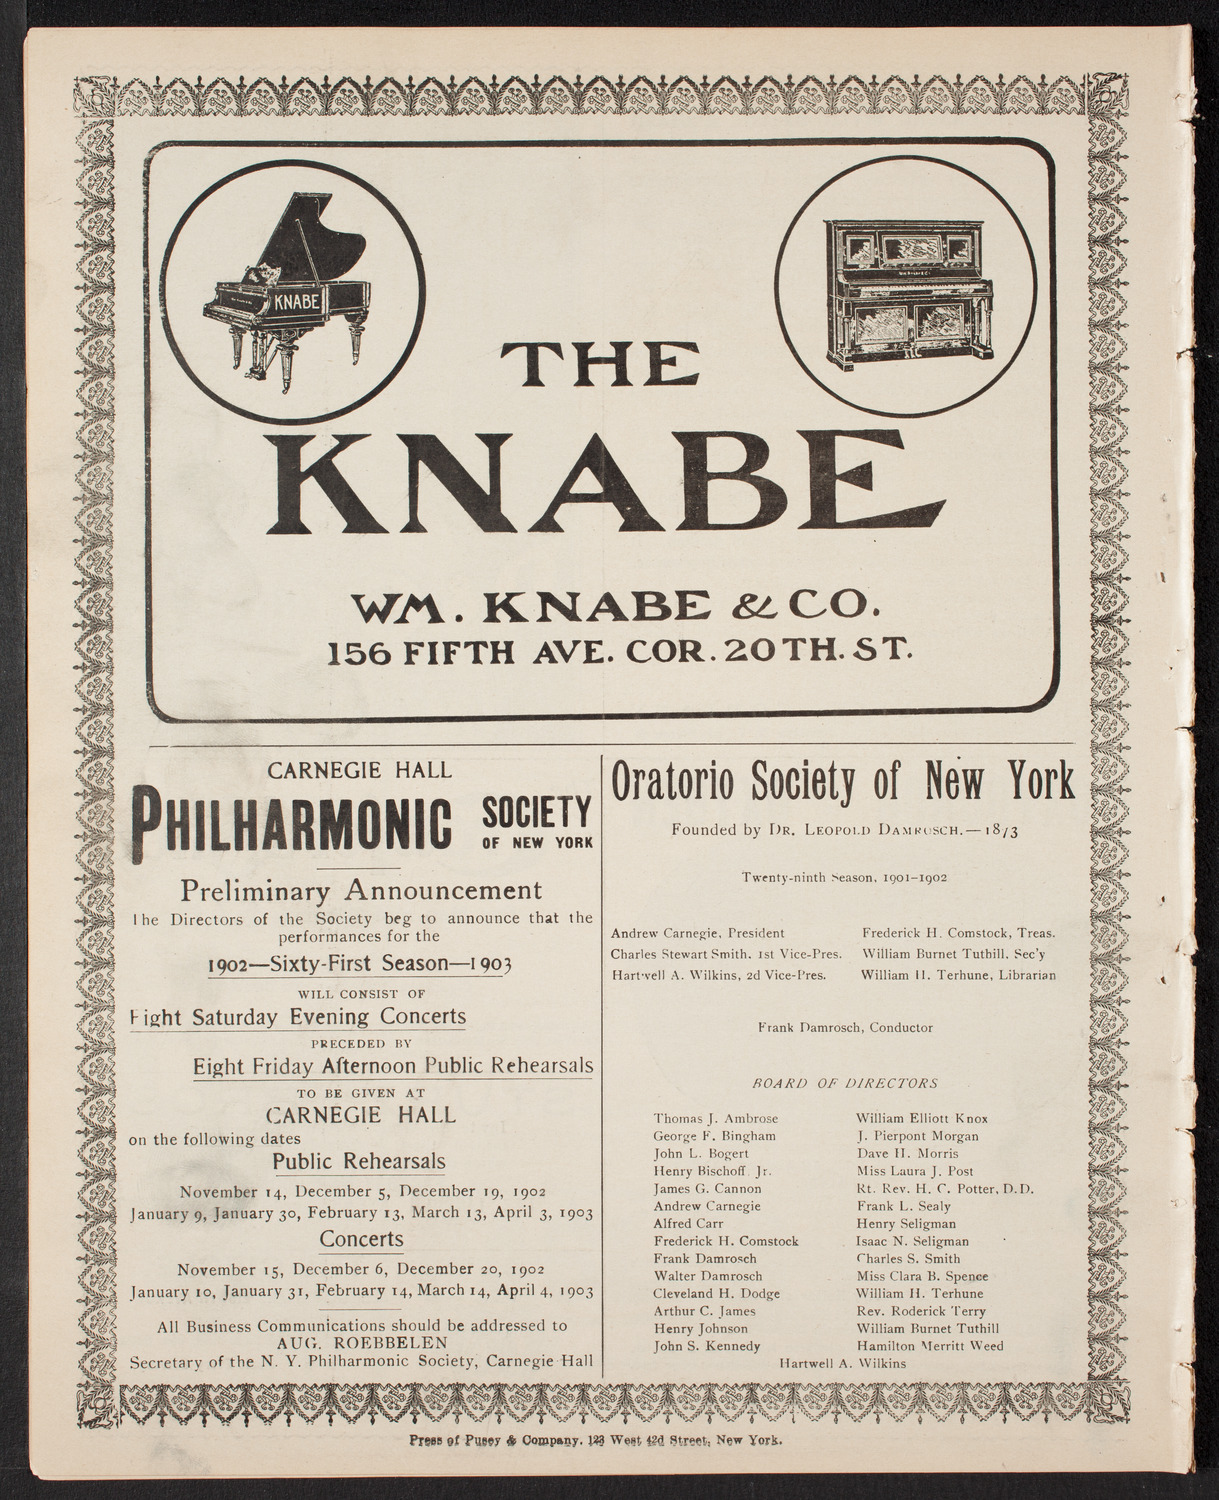 KNABE
THE
KNABE
WM. KNABE & CO.
156 FIFTH AVE. COR. 20TH. ST.
CARNEGIE HALL
PHILHARMONIC SOCIETY
OF NEW YORK
Preliminary Announcement
The Directors of the Society beg to announce that the
performances for the
1902—Sixty-First Season—1903
WILL CONSIST OF
Eight Saturday Evening Concerts
PRECEDED BY
Eight Friday Afternoon Public Rehearsals
TO BE GIVEN AT
CARNEGIE HALL
on the following dates
Public Rehearsals
November 14, December 5, December 19, 1902
January 9, January 30, February 13, March 13, April 3, 1903
Concerts
November 15, December 6, December 20, 1902
January 10, January 31, February 14, March 14, April 4, 1903
All Business Communications should be addressed to
AUG. ROEBBELEN
Secretary of the N. Y. Philharmonic Society, Carnegie Hall
Oratorio Society of New York
Founded by DR. LEOPOLD DAMROSCH.—1873
Twenty-ninth Season, 1901-1902
Andrew Carnegie, President
Charles Stewart Smith, 1st Vice-Pres.
Hartwell A. Wilkins, 2d Vice-Pres.
Frederick H. Comstock, Treas.
William Burnet Tuthill, Sec'y
William H. Terhune, Librarian
Frank Damrosch, Conductor
BOARD OF DIRECTORS
Thomas J. Ambrose
George F. Bingham
John L. Bogert
Henry Bischoff, Jr.
James G. Cannon
Andrew Carnegie
Alfred Carr
Frederick H. Comstock
Frank Damrosch
Walter Damrosch
Cleveland H. Dodge
Arthur C. James
Henry Johnson
John S. Kennedy
William Elliott Knox
J. Pierpont Morgan
Dave H. Morris
Miss Laura J. Post
Rt. Rev. H. C. Potter, D.D.
Frank L. Sealy
Henry Seligman
Isaac N. Seligman
Charles S. Smith
Miss Clara B. Spence
William H. Terhune
Rev. Roderick Terry
William Burnet Tuthill
Hamilton Merritt Weed
Hartwell A. Wilkins
Press of Pusey & Company, 123 West 42d Street, New York.